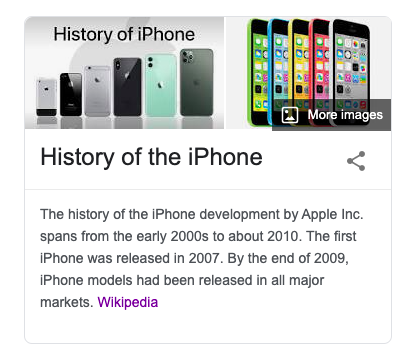 History of iPhone
More images
History of the iPhone
The history of the iPhone development by Apple Inc.
spans from the early 2000s to about 2010. The first
iPhone was released in 2007. By the end of 2009,
iPhone models had been released in all major
markets. Wikipedia